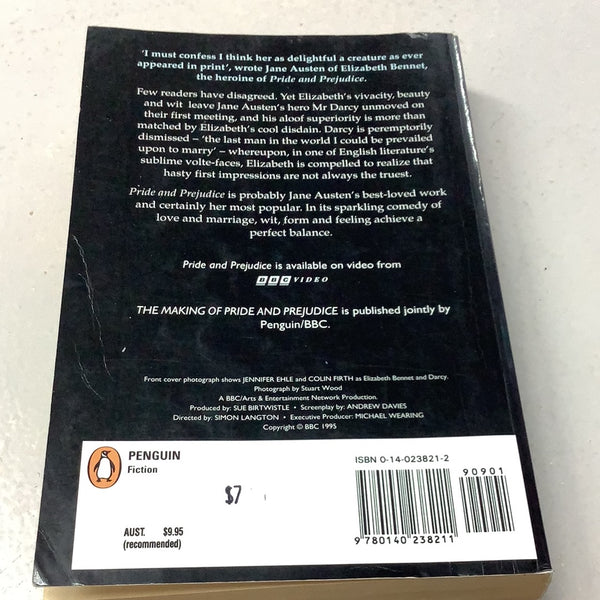 'I must confess I think her as delightful a creature as ever
appeared in print', wrote Jane Austen of Elizabeth Bennet,
the heroine of Pride and Prejudice.
Few readers have disagreed. Yet Elizabeth's vivacity, beauty
and wit leave Jane Austen's hero Mr Darcy unmoved on
their first meeting, and his aloof superiority is more than
matched by Elizabeth's cool disdain. Darcy is peremptorily
dismissed – 'the last man in the world I could be prevailed
upon to marry' – whereupon, in one of English literature's
sublime volte-faces, Elizabeth is compelled to realize that
hasty first impressions are not always the truest.
Pride and Prejudice is probably Jane Austen's best-loved work
and certainly her most popular. In its sparkling comedy of
love and marriage, wit, form and feeling achieve a
perfect balance.
Pride and Prejudice is available on video from
BBC VIDEO
THE MAKING OF PRIDE AND PREJUDICE is published jointly by
Penguin/BBC.
Front cover photograph shows JENNIFER EHLE and COLIN FIRTH as Elizabeth Bennet and Darcy.
Photograph by Stuart Wood
A BBC/Arts & Entertainment Network Production.
Produced by: SUE BIRTWISTLE • Screenplay by: ANDREW DAVIES
Directed by: SIMON LANGTON • Executive Producer: MICHAEL WEARING
Copyright © BBC 1995
PENGUIN
Fiction
$7
AUST. $9.95
(recommended)
ISBN 0-14-023821-2
90901
9 780140 238211